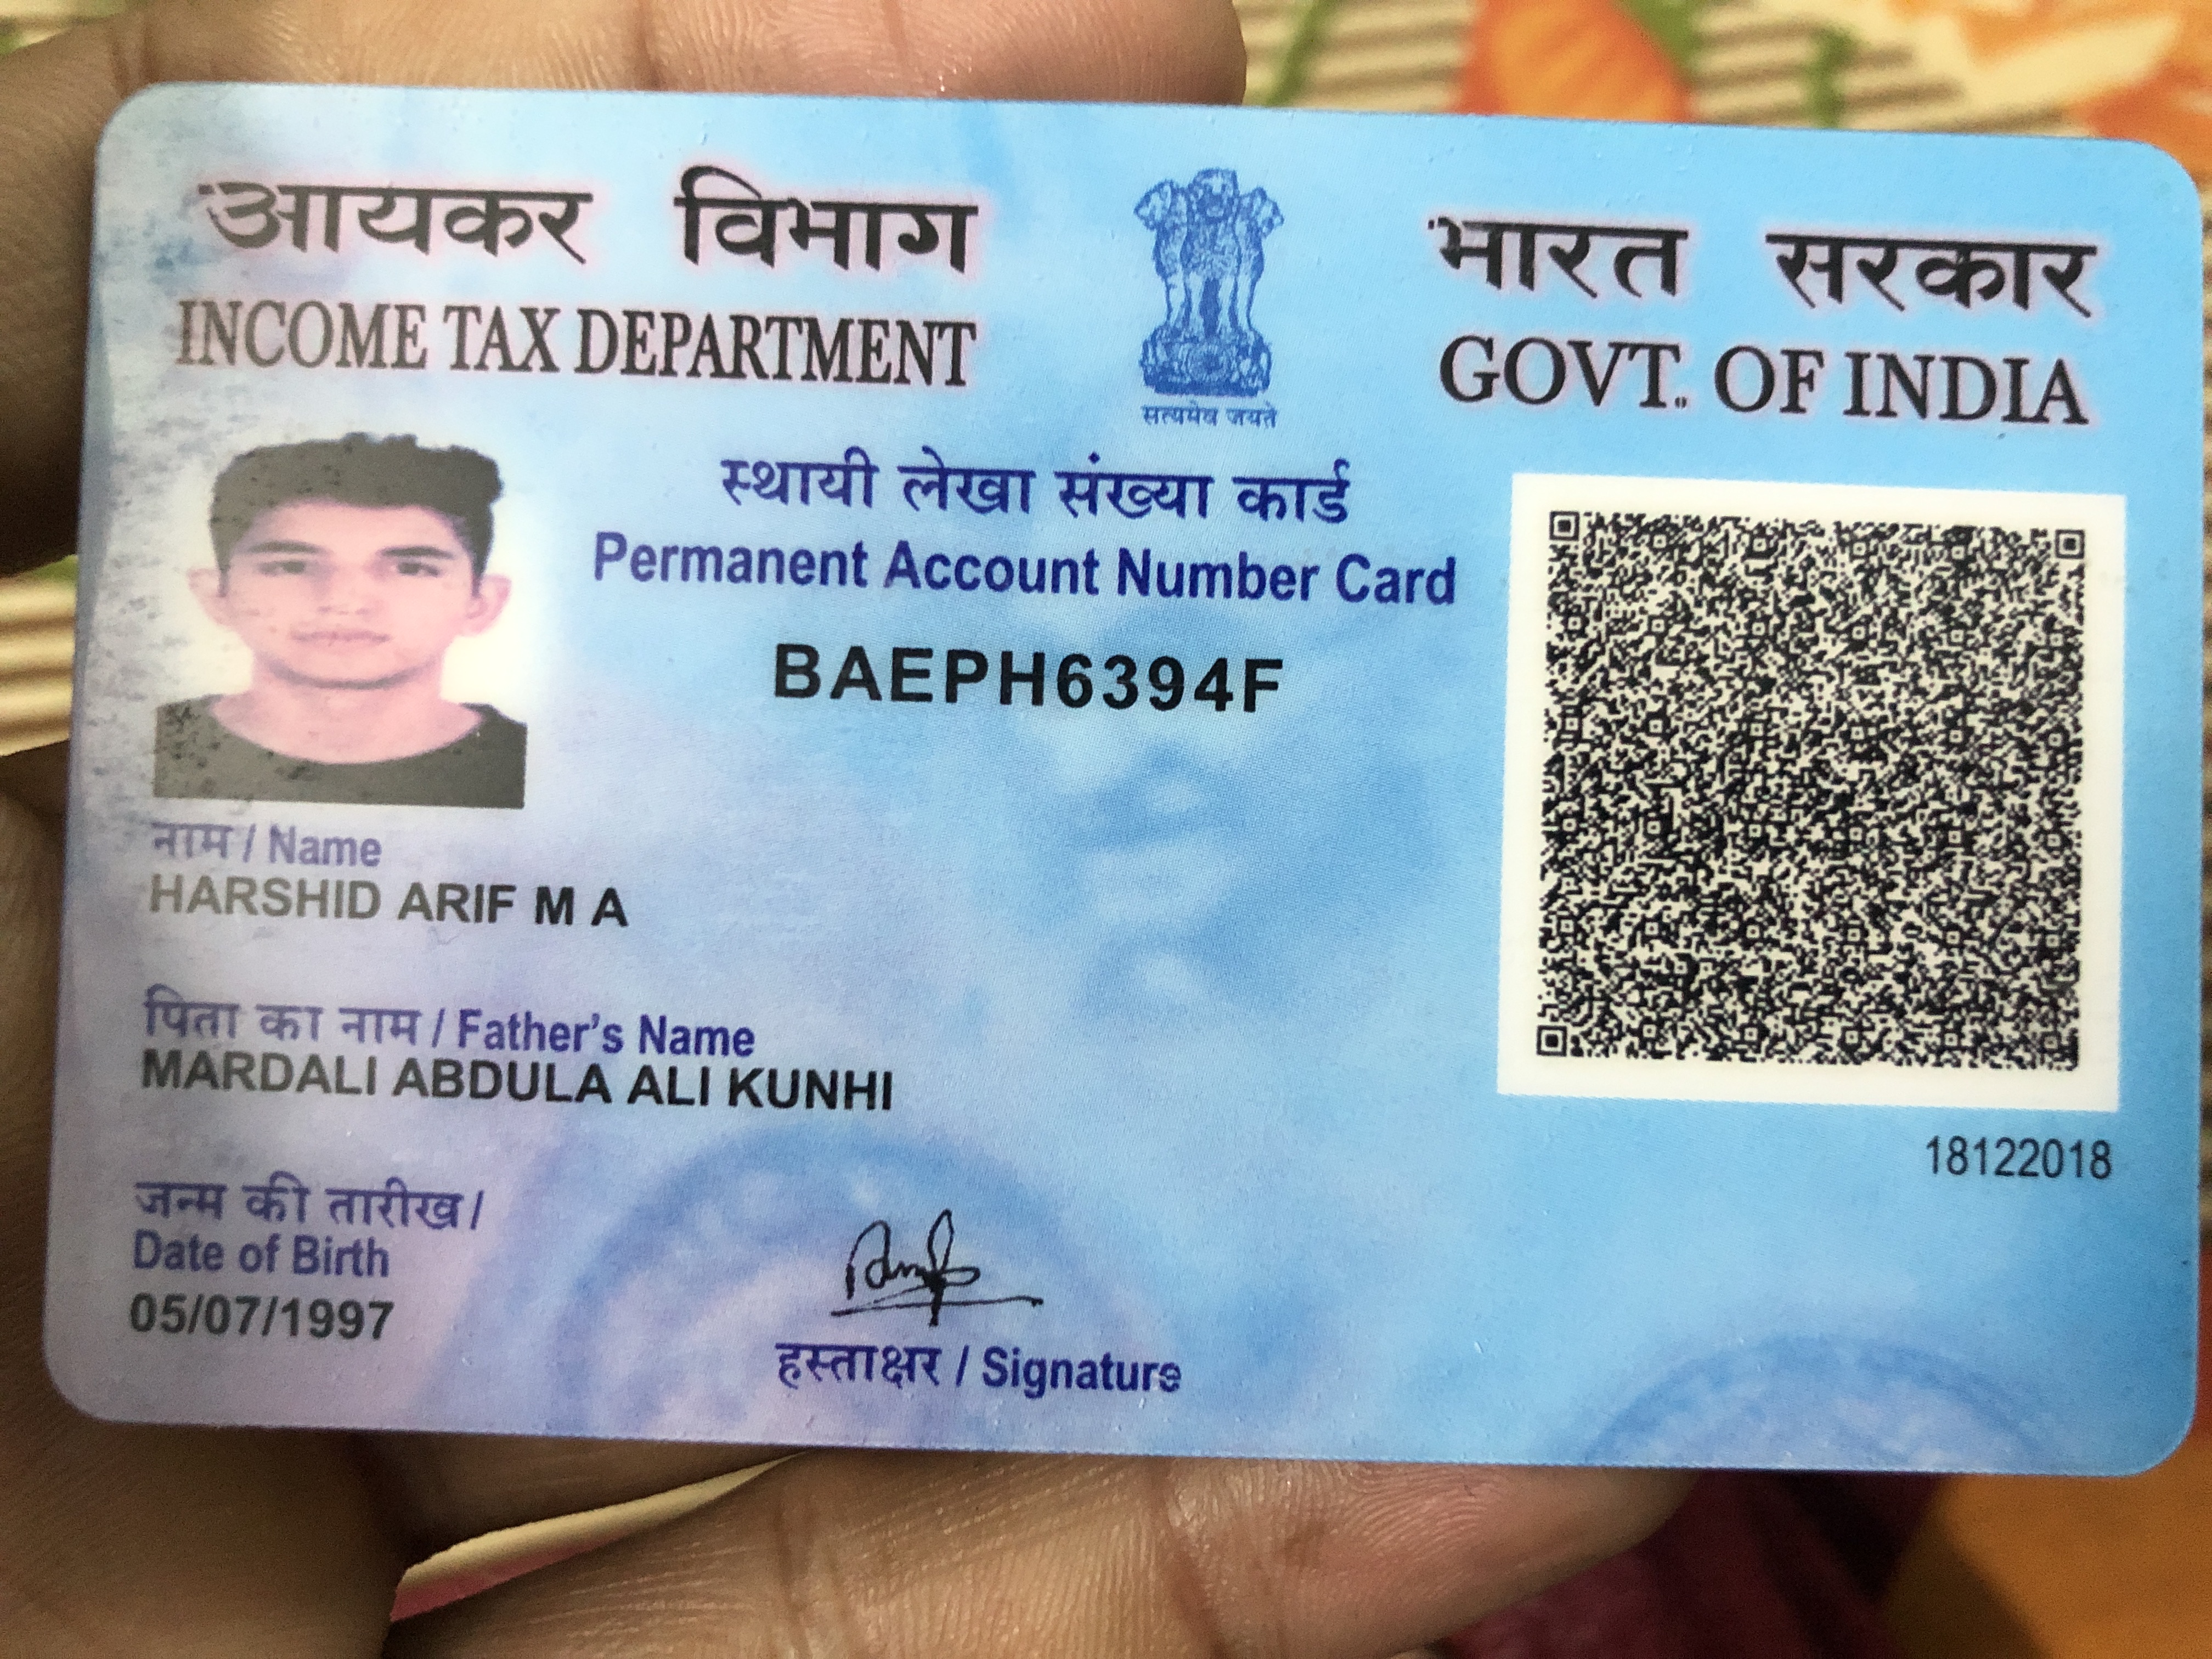 आयकर विभाग
INCOME TAX DEPARTMENT
सत्यमेव जयते
भारत सरकार
GOVT. OF INDIA
स्थायी लेखा संख्या कार्ड
Permanent Account Number Card
BAEPH6394F
नाम / Name
HARSHID ARIF M A
पिता का नाम / Father's Name
MARDALI ABDULA ALI KUNHI
जन्म की तारीख /
Date of Birth
05/07/1997
हस्ताक्षर / Signature
18122018